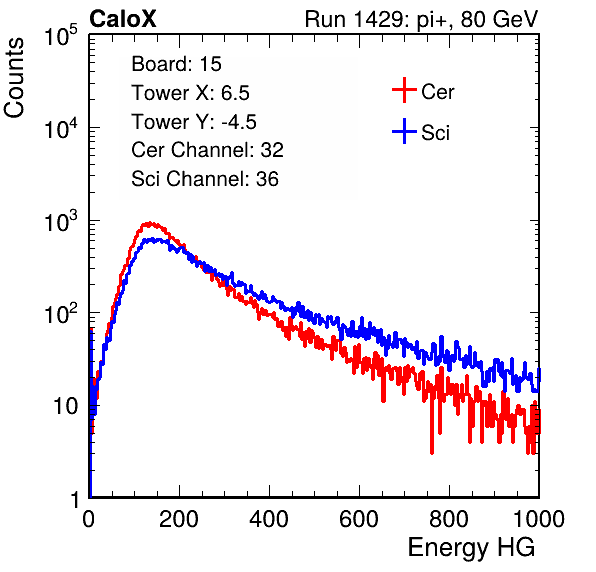 CaloX Run 1429: pi+, 80 GeV
Counts
10^5
10^4
10^3
10^2
10
1
Board: 15
Tower X: 6.5
Tower Y: -4.5
Cer Channel: 32
Sci Channel: 36
Cer
Sci
0 200 400 600 800 1000
Energy HG